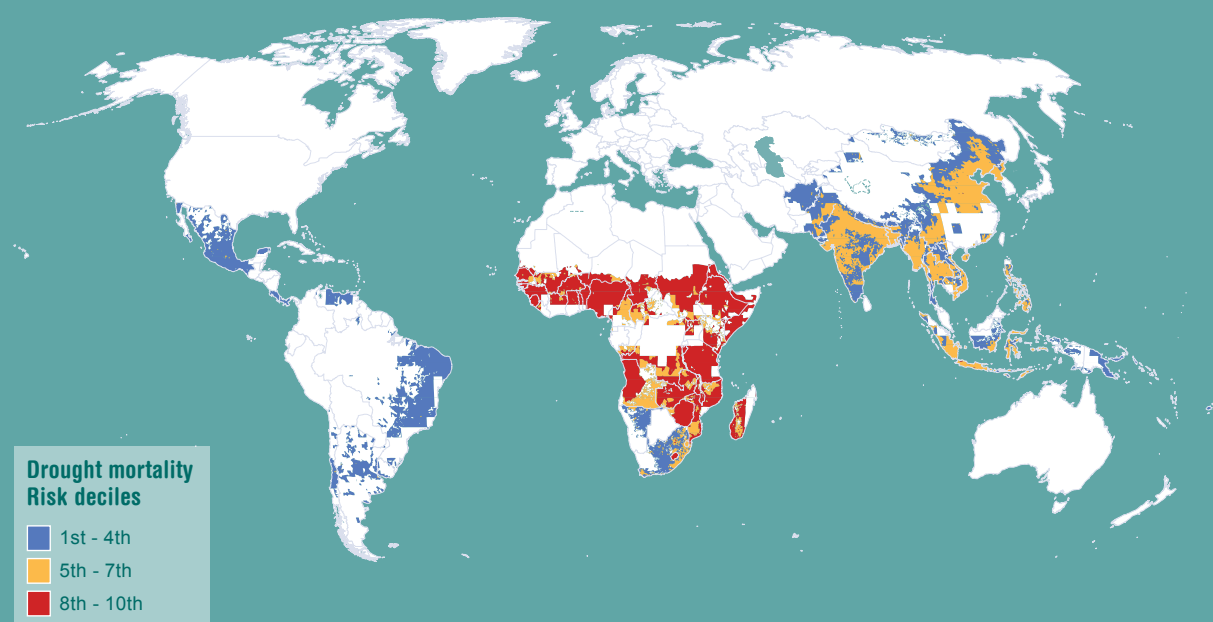 Drought mortality
Risk deciles
1st - 4th
5th - 7th
8th - 10th